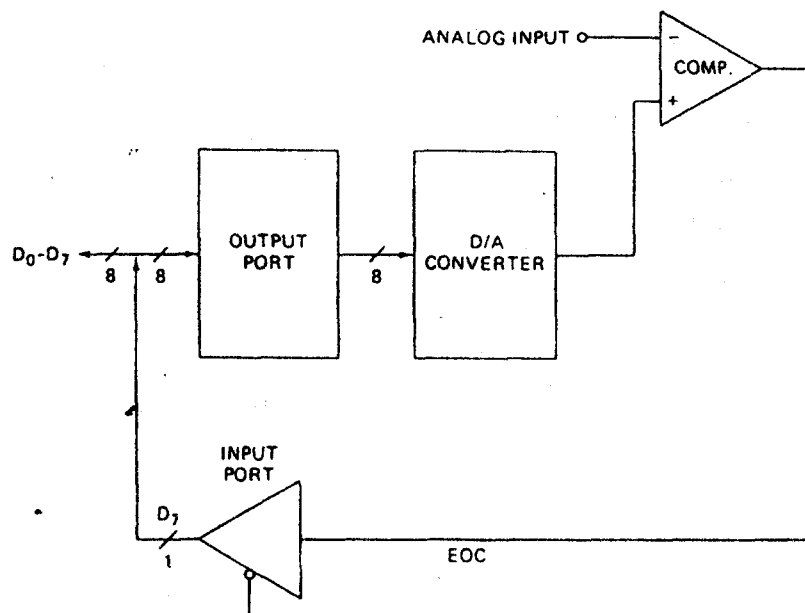 ANALOG INPUT
−
COMP.
+
OUTPUT
PORT
D/A
CONVERTER
D₀-D₇
8
8
8
INPUT
PORT
D₇
1
EOC